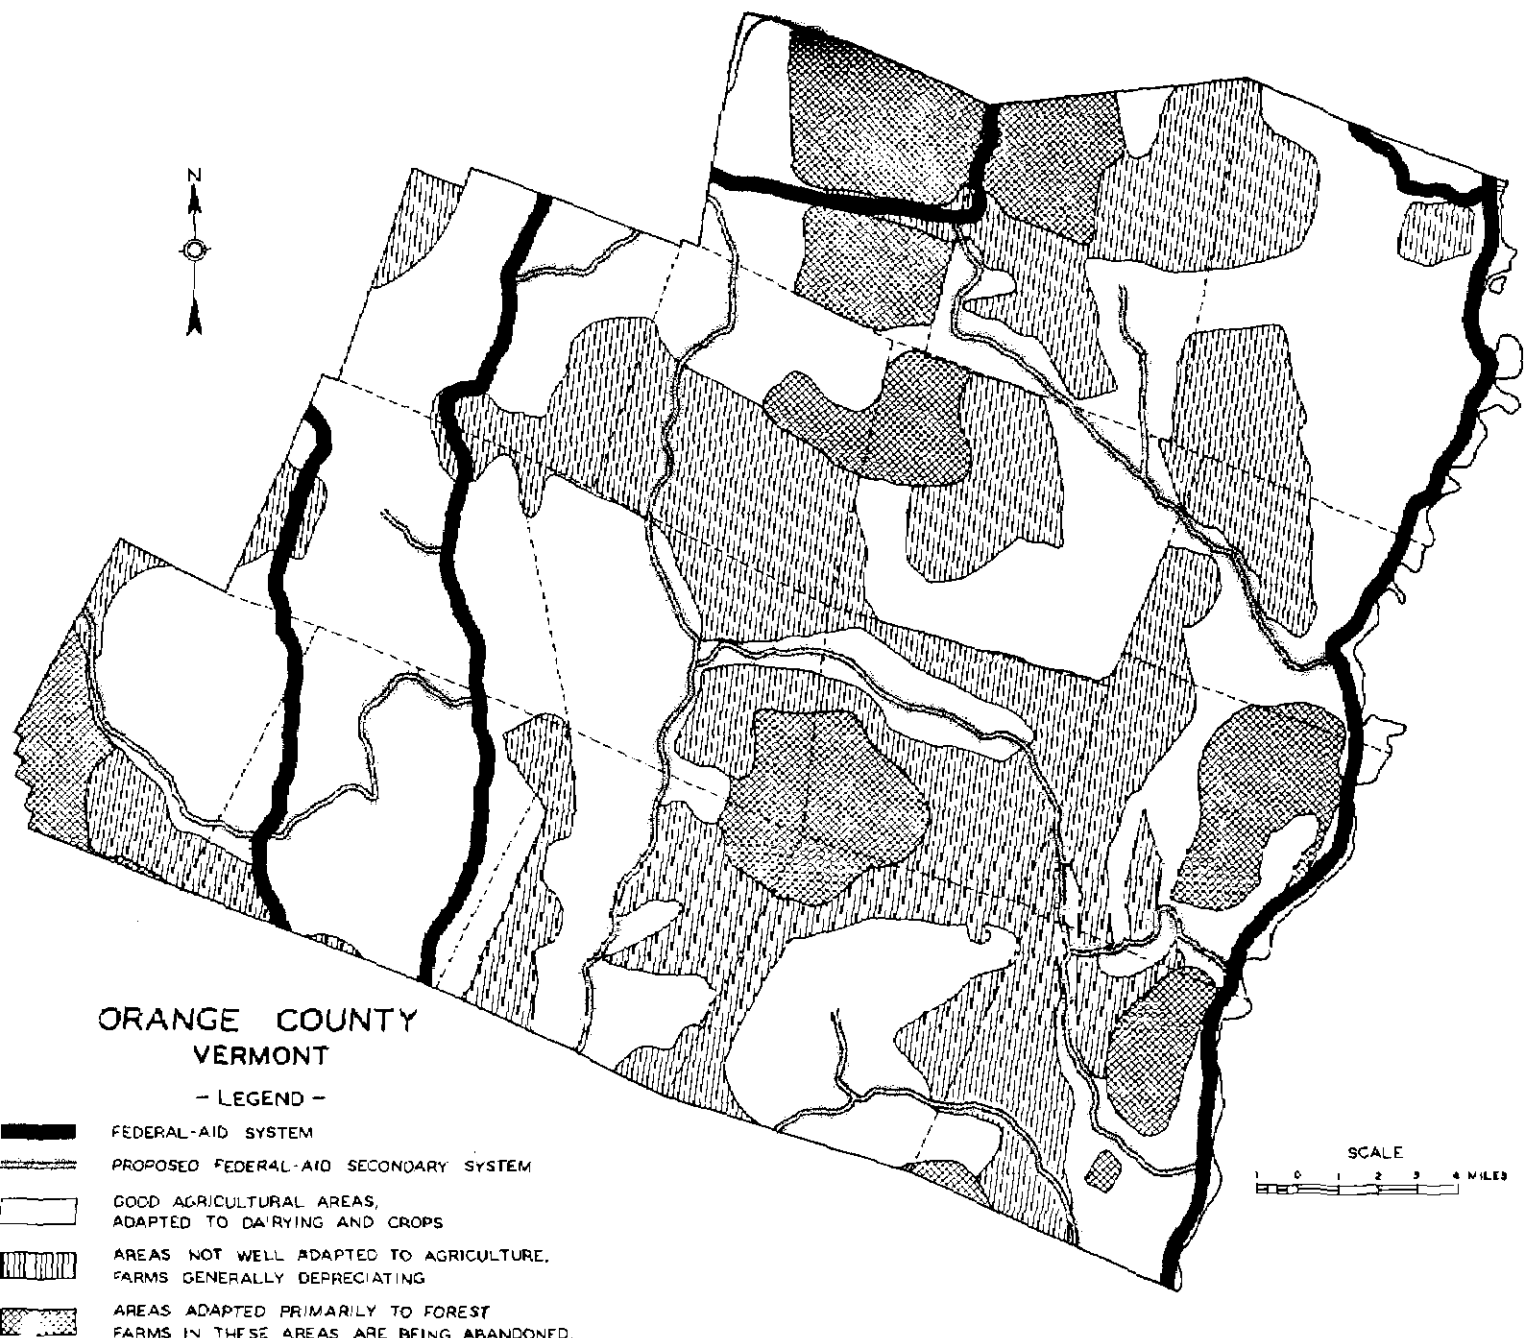 N
ORANGE COUNTY
VERMONT
- LEGEND -
FEDERAL-AID SYSTEM
PROPOSED FEDERAL-AID SECONDARY SYSTEM
GOOD AGRICULTURAL AREAS,
ADAPTED TO DAIRYING AND CROPS
AREAS NOT WELL ADAPTED TO AGRICULTURE.
FARMS GENERALLY DEPRECIATING
AREAS ADAPTED PRIMARILY TO FOREST
FARMS IN THESE AREAS ARE BEING ABANDONED.
SCALE
1 0 1 2 3 4 MILES